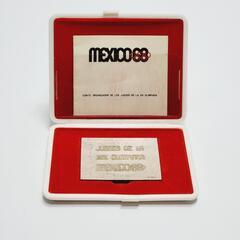 MEXICO68
COMITE ORGANIZADOR DE LOS JUEGOS DE LA XIX OLIMPIADA
JUEGOS DE LA
XIX OLIMPIADA
MEXICO68